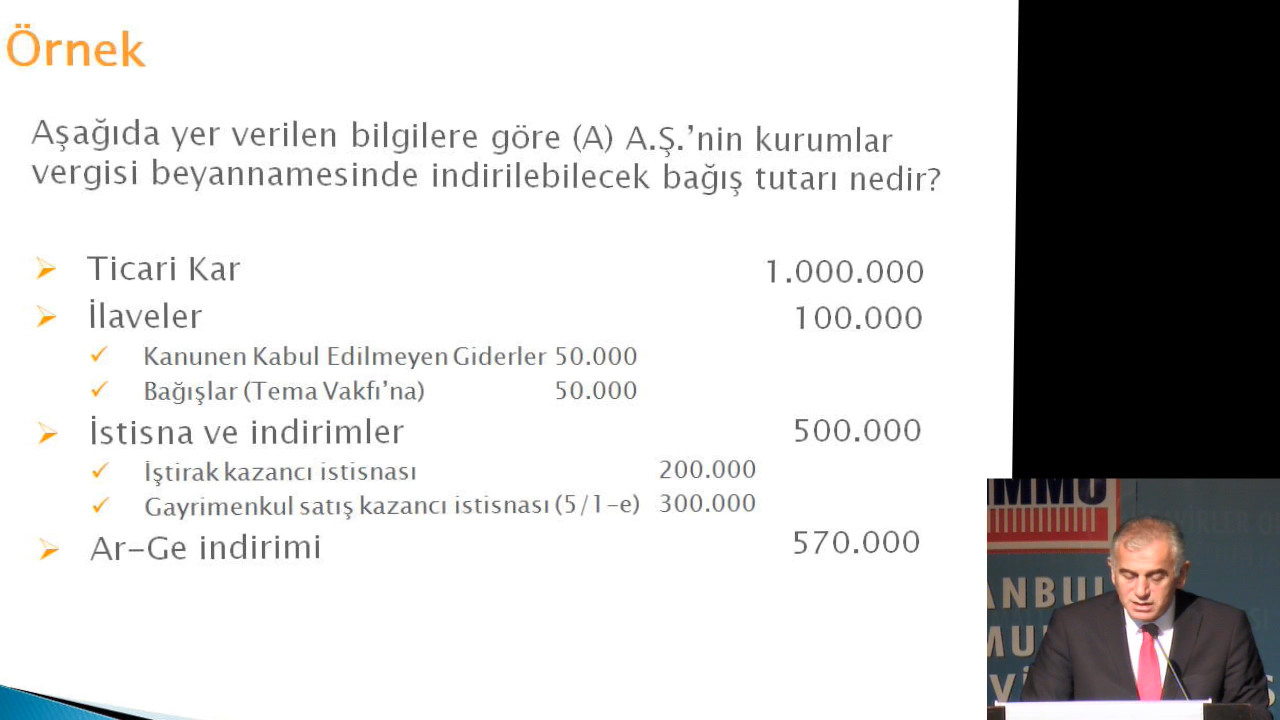 Örnek
Aşağıda yer verilen bilgilere göre (A) A.Ş.'nin kurumlar
vergisi beyannamesinde indirilebilecek bağış tutarı nedir?
Ticari Kar 1.000.000
İlaveler 100.000
Kanunen Kabul Edilmeyen Giderler 50.000
Bağışlar (Tema Vakfı'na) 50.000
İstisna ve indirimler 500.000
İştirak kazancı istisnası 200.000
Gayrimenkul satış kazancı istisnası (5/1-e) 300.000
Ar-Ge indirimi 570.000